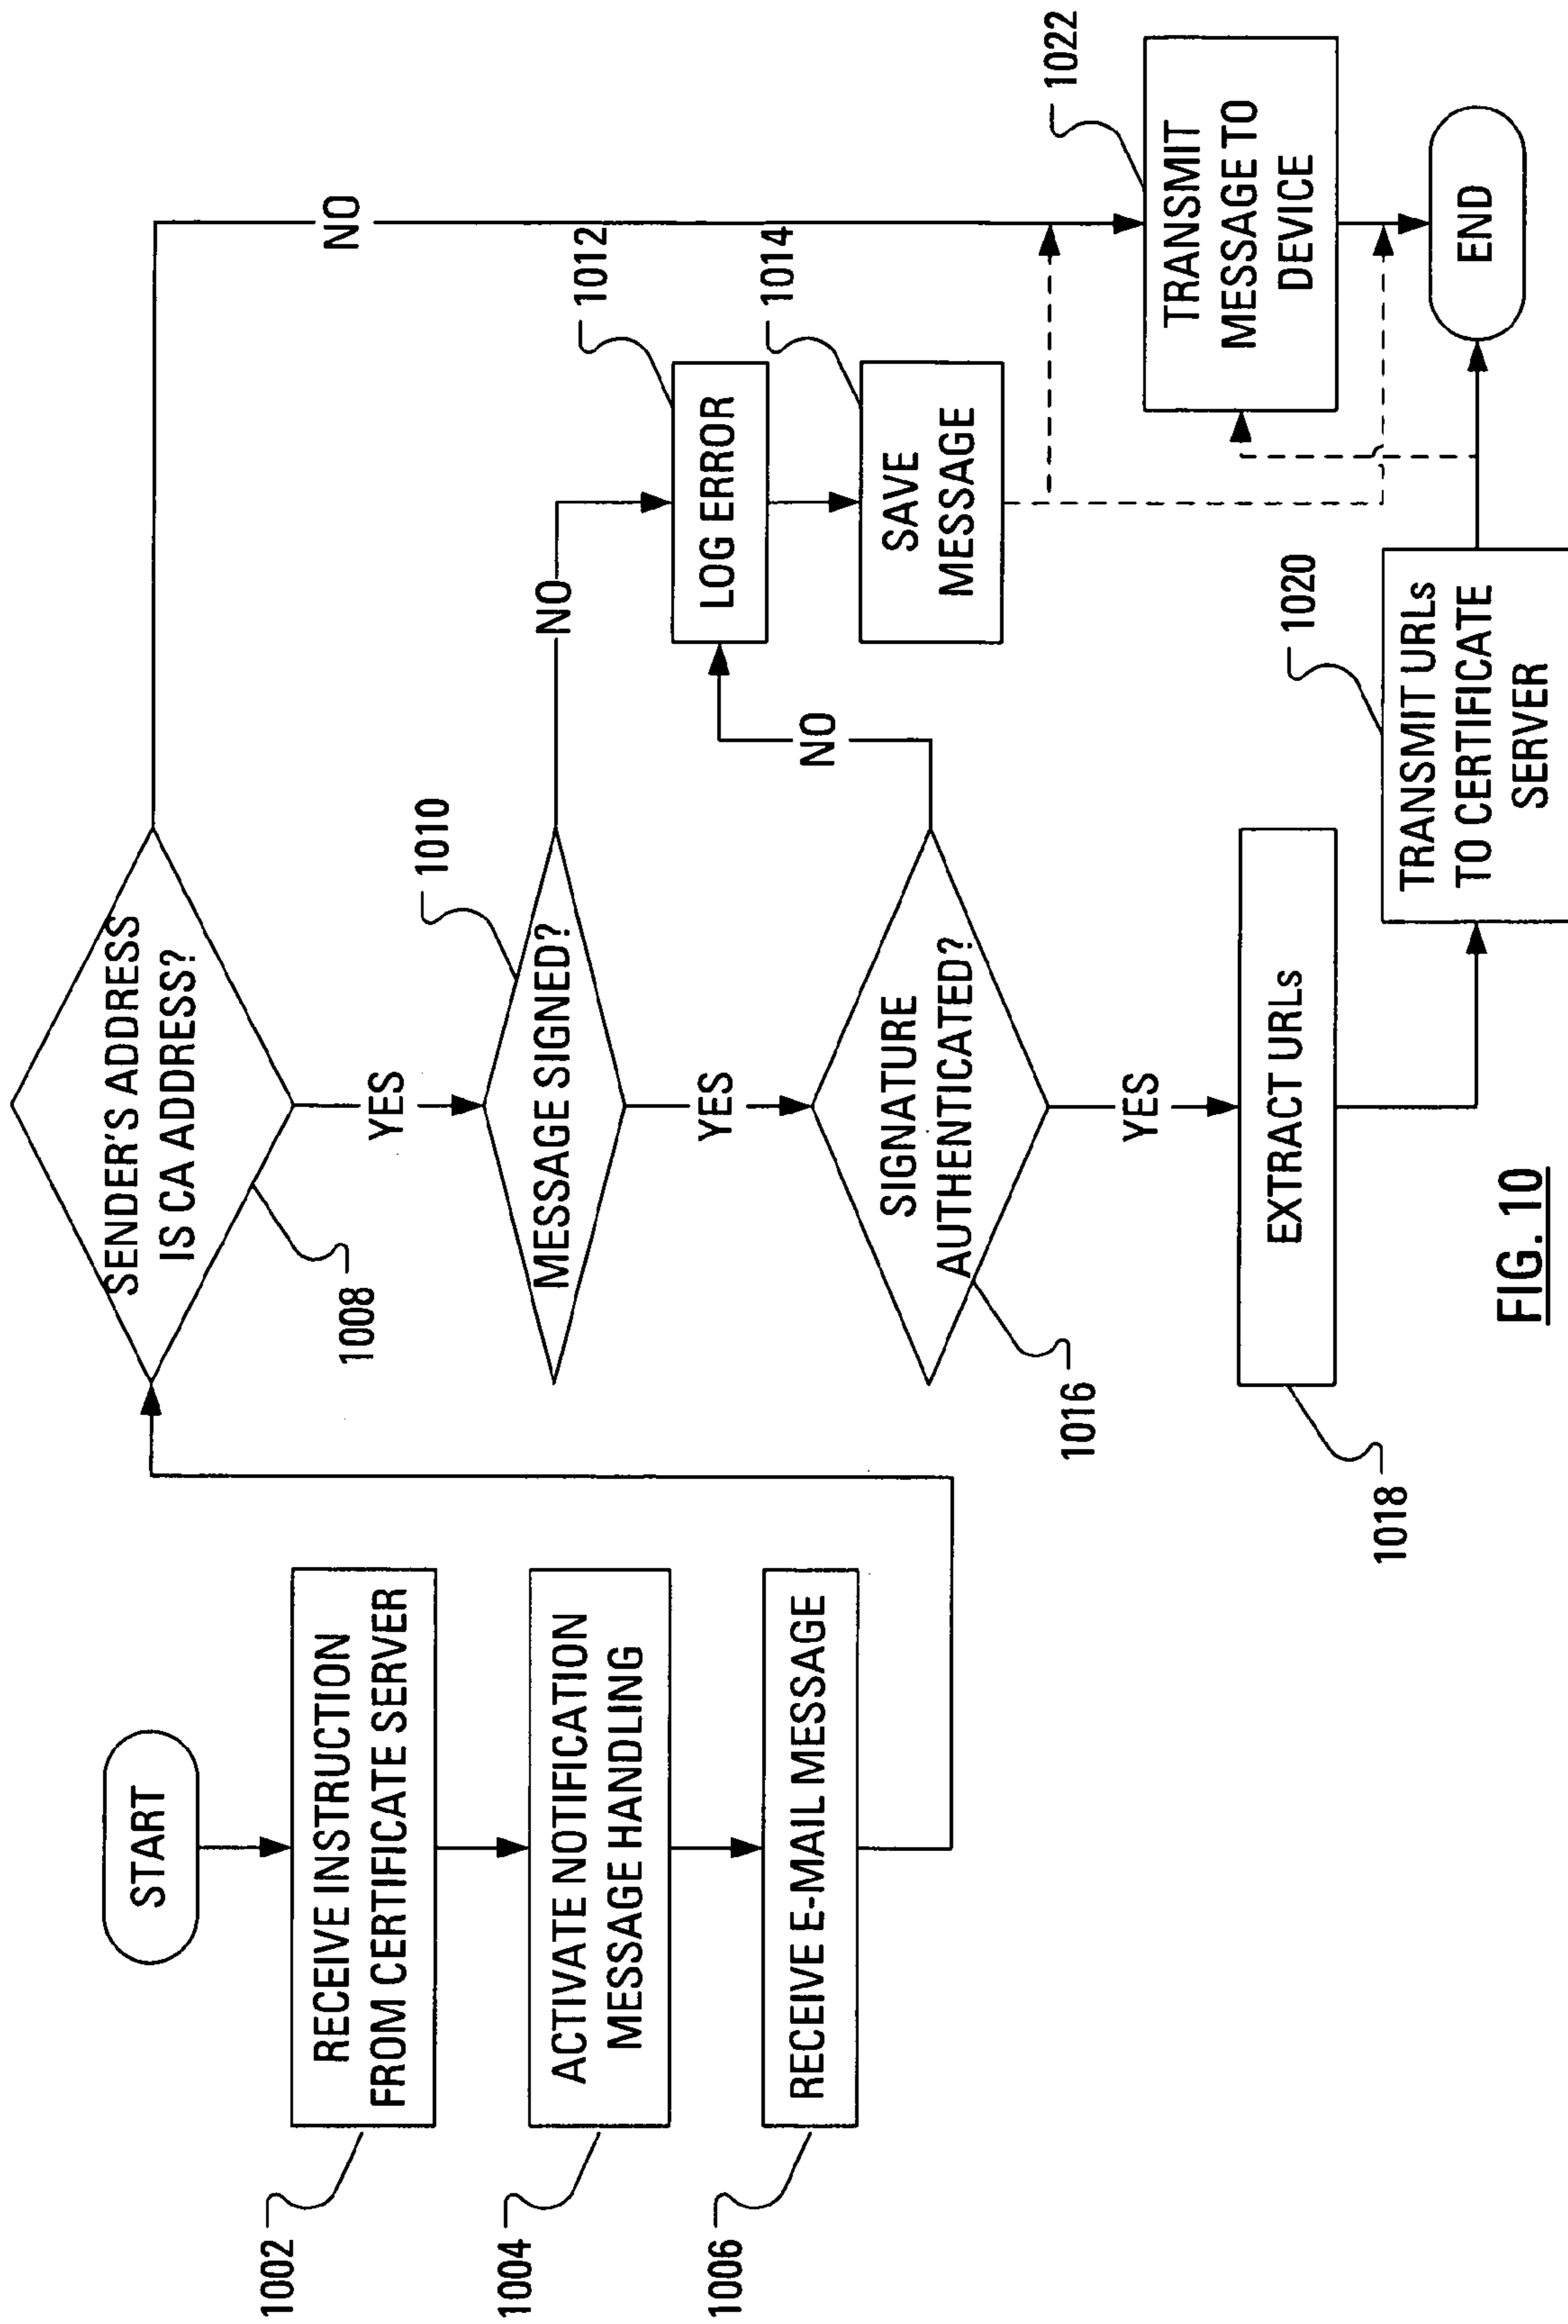 START
1002
RECEIVE INSTRUCTION
FROM CERTIFICATE SERVER
1004
ACTIVATE NOTIFICATION
MESSAGE HANDLING
1006
RECEIVE E-MAIL MESSAGE
SENDER'S ADDRESS
IS CA ADDRESS?
1008
NO
YES
MESSAGE SIGNED?
1010
NO
YES
LOG ERROR
1012
SAVE
MESSAGE
1014
SIGNATURE
AUTHENTICATED?
1016
NO
YES
EXTRACT URLs
1018
TRANSMIT URLs
TO CERTIFICATE
SERVER
1020
TRANSMIT
MESSAGE TO
DEVICE
1022
END
FIG. 10